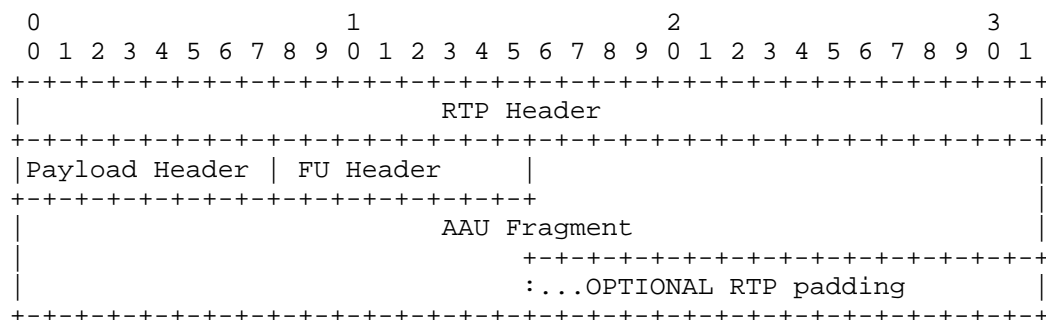 0                   1                   2                   3
 0 1 2 3 4 5 6 7 8 9 0 1 2 3 4 5 6 7 8 9 0 1 2 3 4 5 6 7 8 9 0 1
+-+-+-+-+-+-+-+-+-+-+-+-+-+-+-+-+-+-+-+-+-+-+-+-+-+-+-+-+-+-+-+-+
|                          RTP Header                           |
+-+-+-+-+-+-+-+-+-+-+-+-+-+-+-+-+-+-+-+-+-+-+-+-+-+-+-+-+-+-+-+-+
|Payload Header | FU Header     |                               |
+-+-+-+-+-+-+-+-+-+-+-+-+-+-+-+-+                               |
|                          AAU Fragment                         |
|                               +-+-+-+-+-+-+-+-+-+-+-+-+-+-+-+-+
|                               :...OPTIONAL RTP padding        |
+-+-+-+-+-+-+-+-+-+-+-+-+-+-+-+-+-+-+-+-+-+-+-+-+-+-+-+-+-+-+-+-+